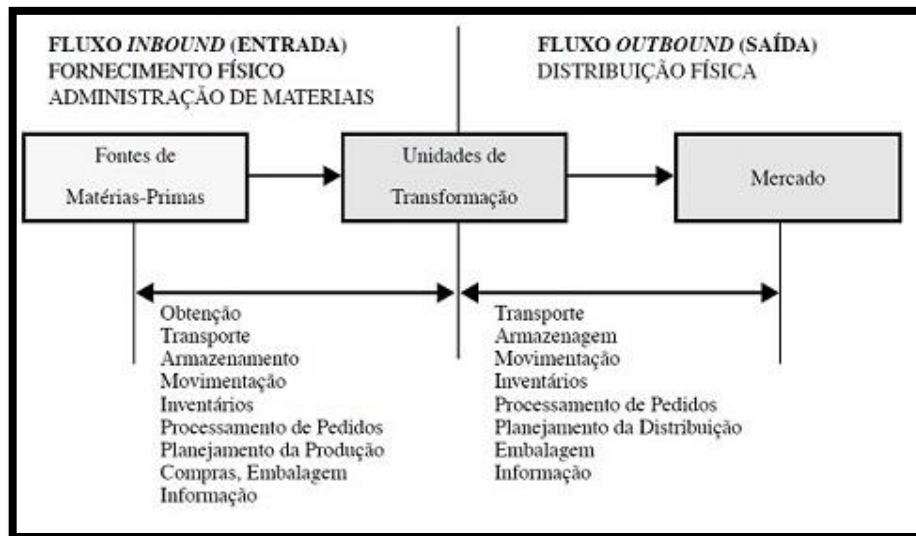 FLUXO INBOUND (ENTRADA)
FORNECIMENTO FÍSICO
ADMINISTRAÇÃO DE MATERIAIS
FLUXO OUTBOUND (SAÍDA)
DISTRIBUIÇÃO FÍSICA
Fontes de
Matérias-Primas
Unidades de
Transformação
Mercado
Obtenção
Transporte
Armazenamento
Movimentação
Inventários
Processamento de Pedidos
Planejamento da Produção
Compras, Embalagem
Informação
Transporte
Armazenagem
Movimentação
Inventários
Processamento de Pedidos
Planejamento da Distribuição
Embalagem
Informação